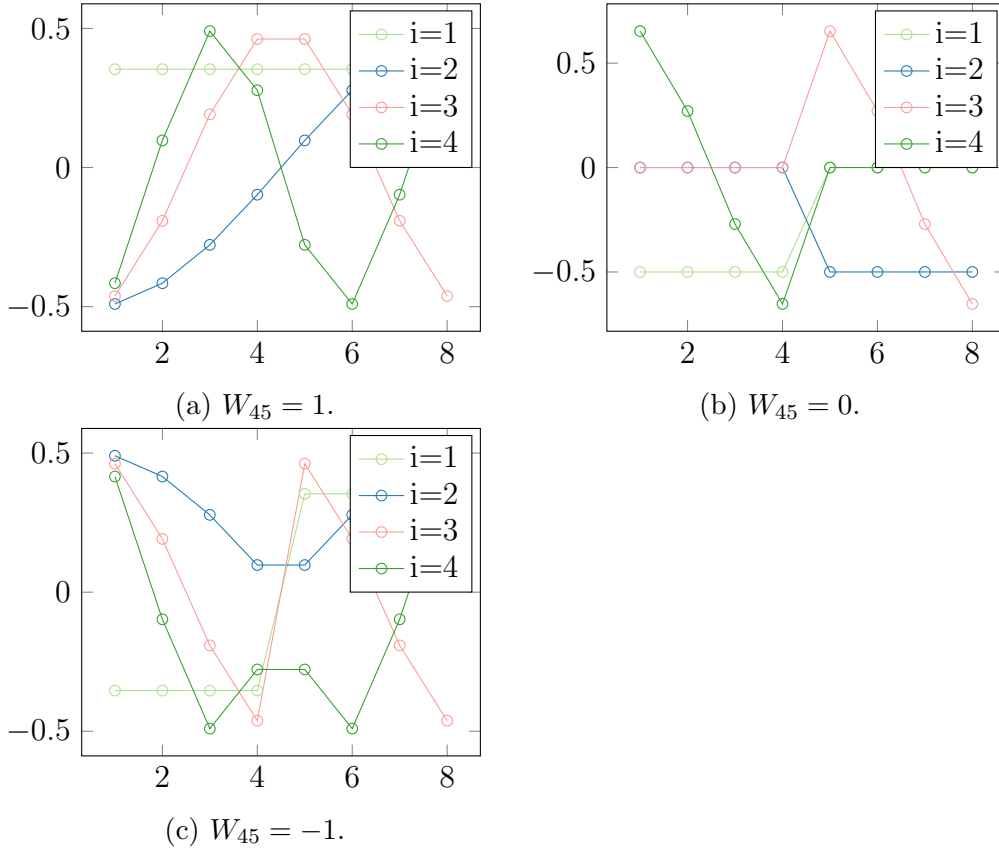 0.5
0
−0.5
2 4 6 8
i=1
i=2
i=3
i=4
(a) W₄₅ = 1.
0.5
0
−0.5
2 4 6 8
i=1
i=2
i=3
i=4
(b) W₄₅ = 0.
0.5
0
−0.5
2 4 6 8
i=1
i=2
i=3
i=4
(c) W₄₅ = −1.